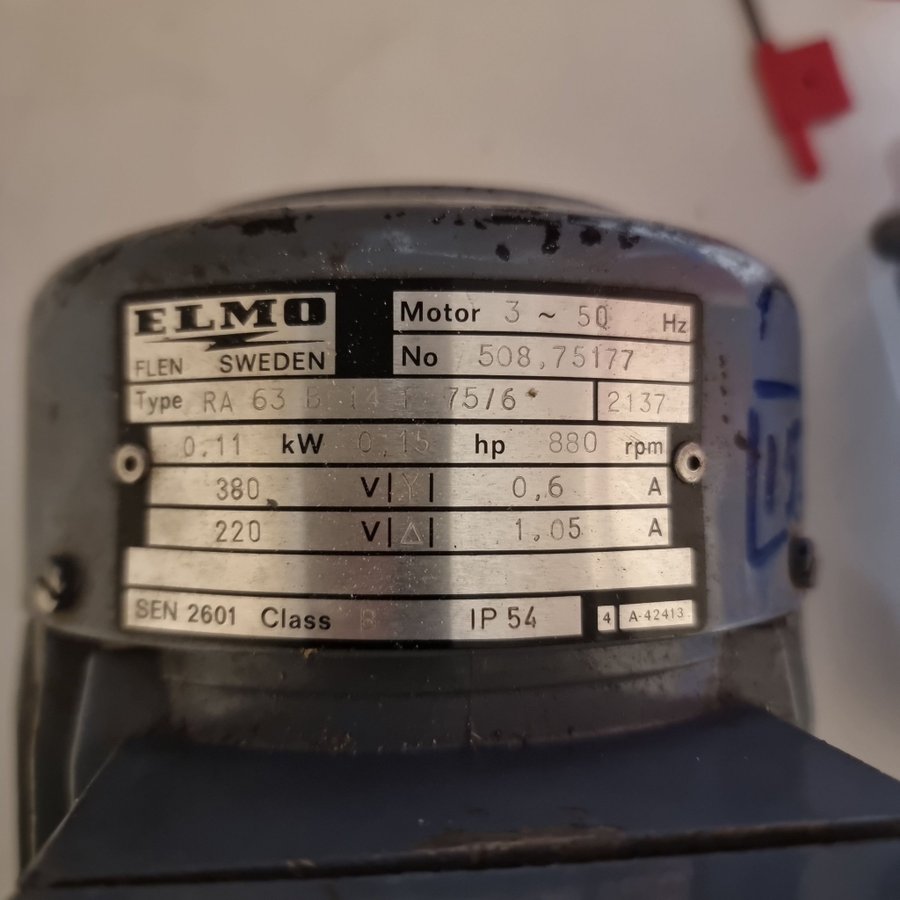 ELMO
FLEN SWEDEN
Motor 3 ~ 50 Hz
No 508,75177
Type RA 63 B 14 F 75/6 2137
0,11 kW 0,15 hp 880 rpm
380 V|Y| 0,6 A
220 V|△| 1,05 A
SEN 2601 Class B IP 54 4 A-42413